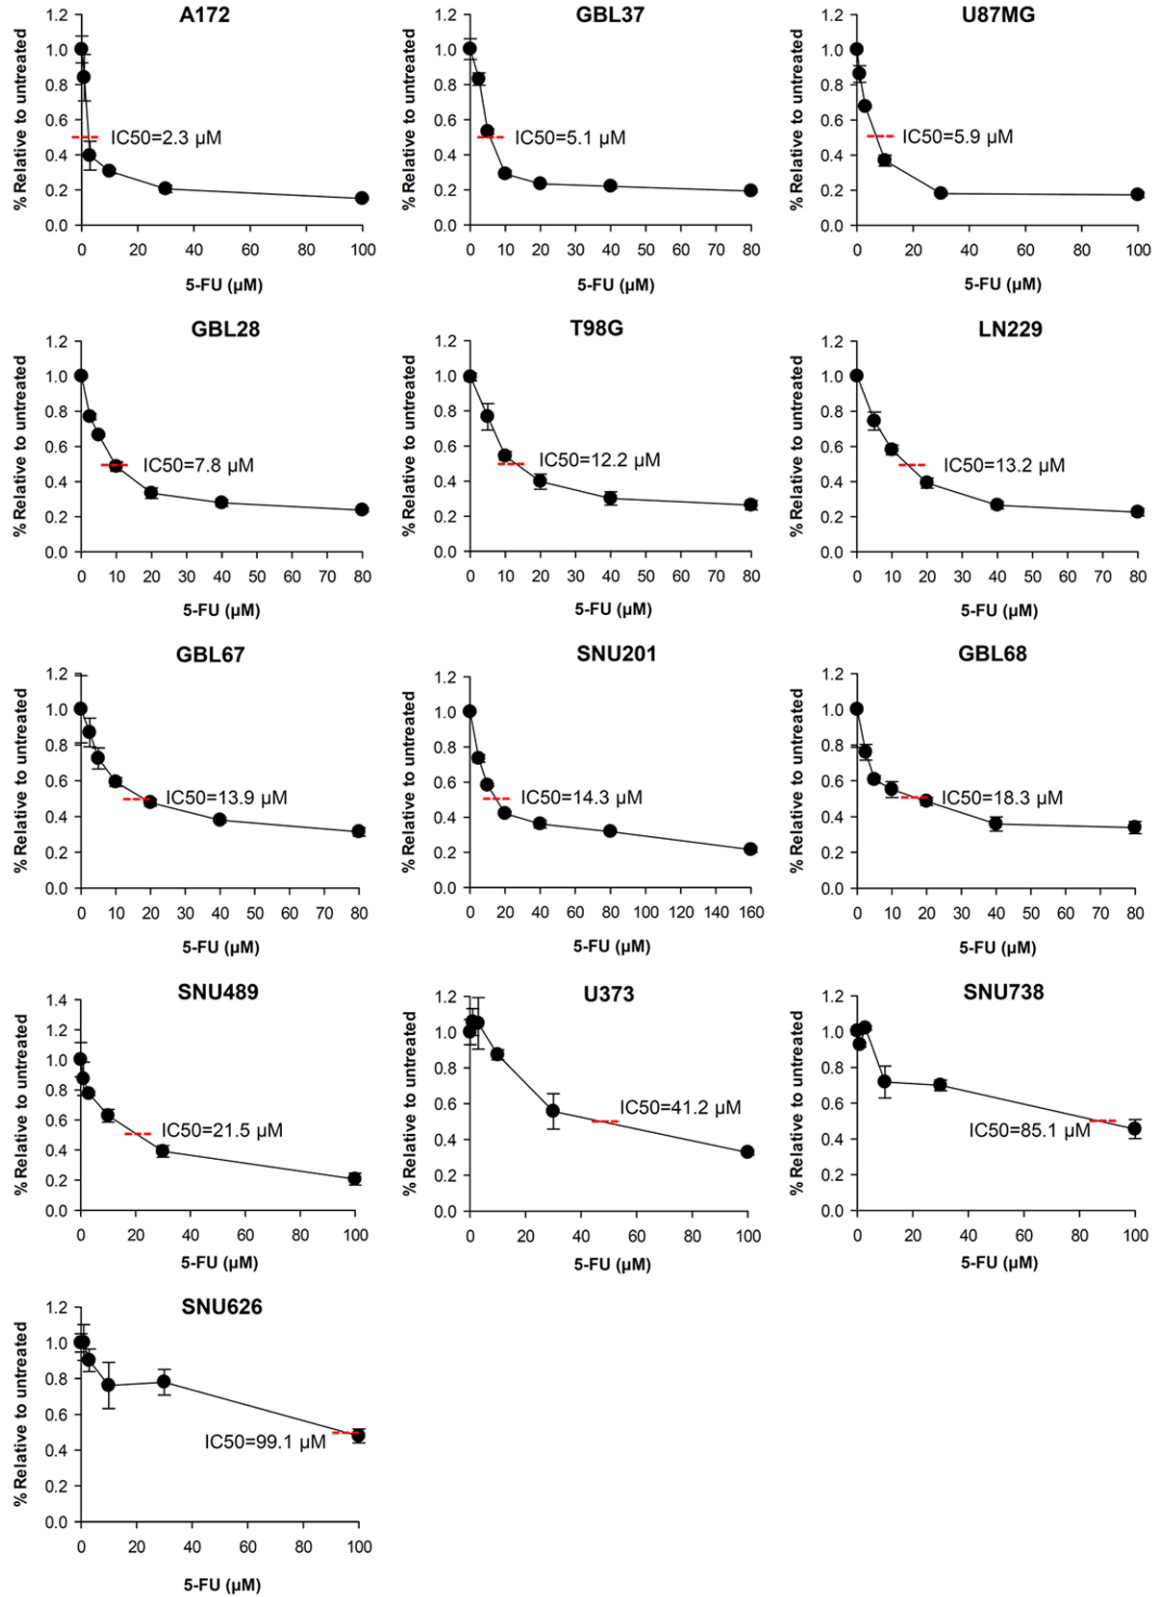 A172
% Relative to untreated
1.2
1.0
0.8
0.6
0.4
0.2
0.0
IC50=2.3 µM
0 20 40 60 80 100
5-FU (µM)
GBL37
% Relative to untreated
1.2
1.0
0.8
0.6
0.4
0.2
0.0
IC50=5.1 µM
0 10 20 30 40 50 60 70 80
5-FU (µM)
U87MG
% Relative to untreated
1.2
1.0
0.8
0.6
0.4
0.2
0.0
IC50=5.9 µM
0 20 40 60 80 100
5-FU (µM)
GBL28
% Relative to untreated
1.2
1.0
0.8
0.6
0.4
0.2
0.0
IC50=7.8 µM
0 10 20 30 40 50 60 70 80
5-FU (µM)
T98G
% Relative to untreated
1.2
1.0
0.8
0.6
0.4
0.2
0.0
IC50=12.2 µM
0 10 20 30 40 50 60 70 80
5-FU (µM)
LN229
% Relative to untreated
1.2
1.0
0.8
0.6
0.4
0.2
0.0
IC50=13.2 µM
0 10 20 30 40 50 60 70 80
5-FU (µM)
GBL67
% Relative to untreated
1.2
1.0
0.8
0.6
0.4
0.2
0.0
IC50=13.9 µM
0 10 20 30 40 50 60 70 80
5-FU (µM)
SNU201
% Relative to untreated
1.2
1.0
0.8
0.6
0.4
0.2
0.0
IC50=14.3 µM
0 20 40 60 80 100 120 140 160
5-FU (µM)
GBL68
% Relative to untreated
1.2
1.0
0.8
0.6
0.4
0.2
0.0
IC50=18.3 µM
0 10 20 30 40 50 60 70 80
5-FU (µM)
SNU489
% Relative to untreated
1.4
1.2
1.0
0.8
0.6
0.4
0.2
0.0
IC50=21.5 µM
0 20 40 60 80 100
5-FU (µM)
U373
% Relative to untreated
1.2
1.0
0.8
0.6
0.4
0.2
0.0
IC50=41.2 µM
0 20 40 60 80 100
5-FU (µM)
SNU738
% Relative to untreated
1.2
1.0
0.8
0.6
0.4
0.2
0.0
IC50=85.1 µM
0 20 40 60 80 100
5-FU (µM)
SNU626
% Relative to untreated
1.2
1.0
0.8
0.6
0.4
0.2
0.0
IC50=99.1 µM
0 20 40 60 80 100
5-FU (µM)